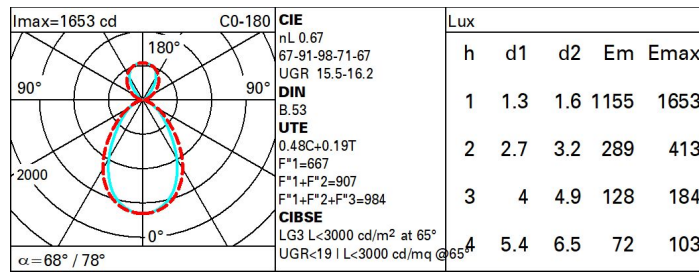 Imax=1653 cd C0-180
180°
90° 90°
2000
0°
α=68° / 78°
CIE
nL 0.67
67-91-98-71-67
UGR 15.5-16.2
DIN
B.53
UTE
0.48C+0.19T
F"1=667
F"1+F"2=907
F"1+F"2+F"3=984
CIBSE
LG3 L<3000 cd/m² at 65°
UGR<19 | L<3000 cd/mq @65°
Lux
h d1 d2 Em Emax
1 1.3 1.6 1155 1653
2 2.7 3.2 289 413
3 4 4.9 128 184
4 5.4 6.5 72 103